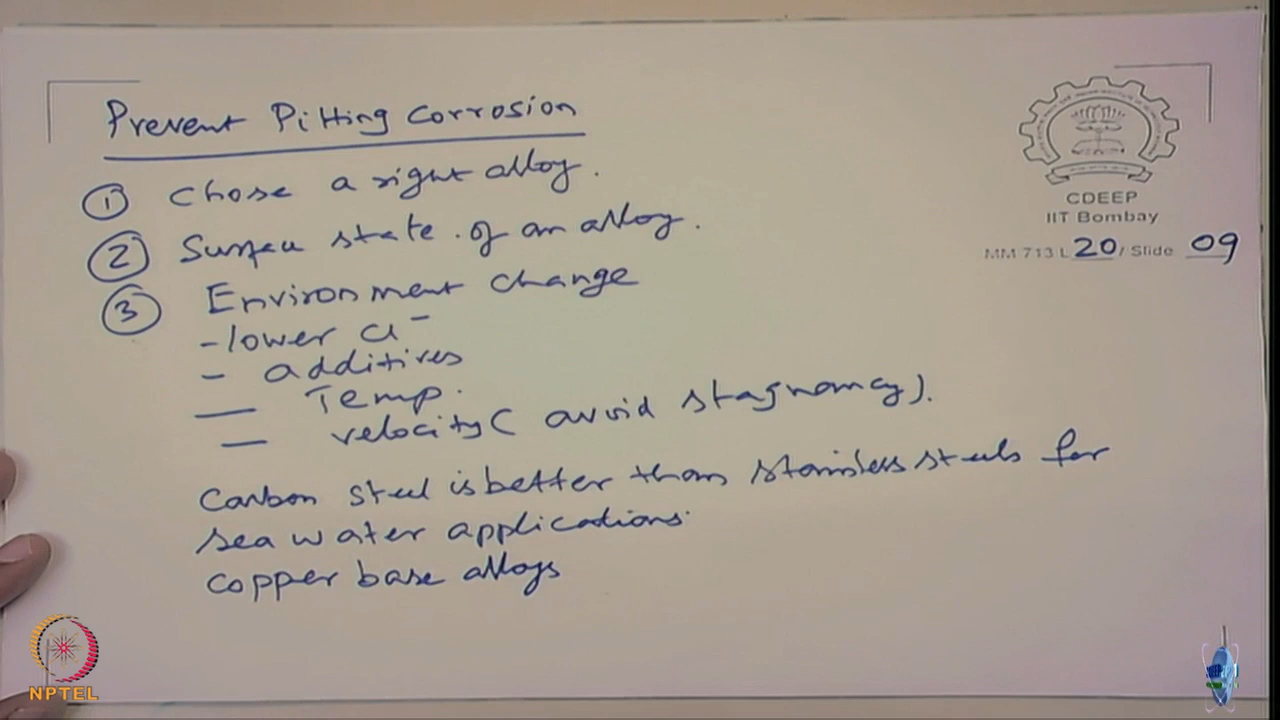 Prevent Pitting Corrosion
① Chose a right alloy.
② Surface state of an alloy.
③ Environment change
- lower Cl⁻
- additives
— Temp.
— velocity ( avoid stagnancy ).
Carbon steel is better than stainless steels for
sea water applications.
copper base alloys
CDEEP
IIT Bombay
MM 713 L 20 / Slide 09
NPTEL